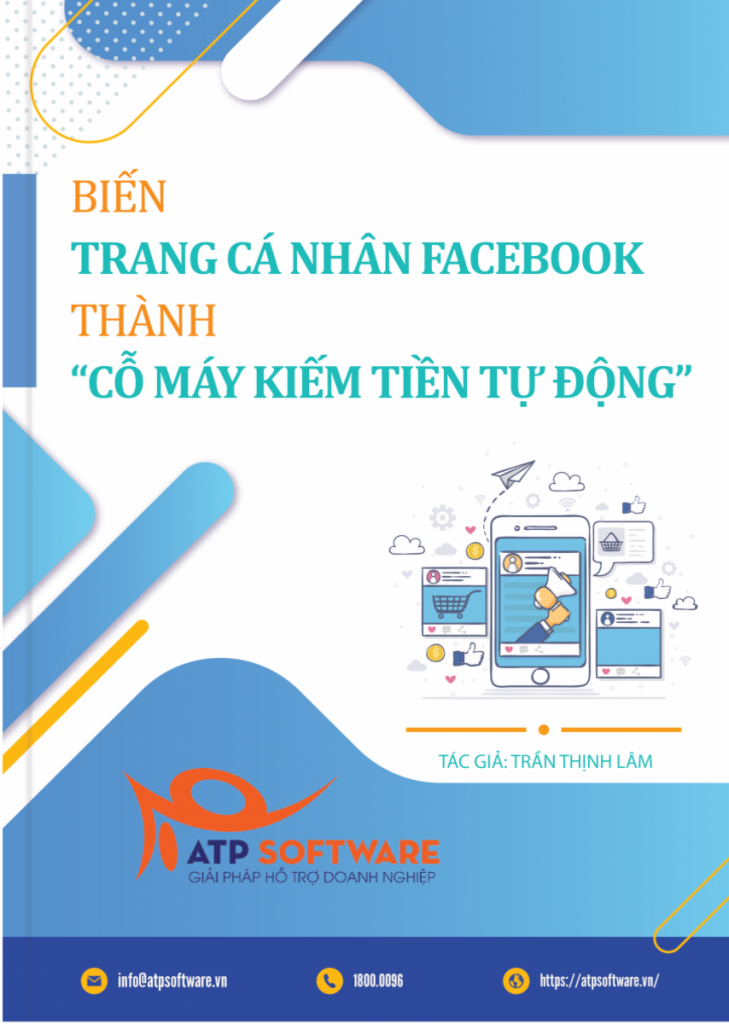 BIẾN
TRANG CÁ NHÂN FACEBOOK
THÀNH
“CỖ MÁY KIẾM TIỀN TỰ ĐỘNG”
TÁC GIẢ: TRẦN THỊNH LÂM
ATP SOFTWARE
GIẢI PHÁP HỖ TRỢ DOANH NGHIỆP
info@atpsoftware.vn
1800.0096
https://atpsoftware.vn/